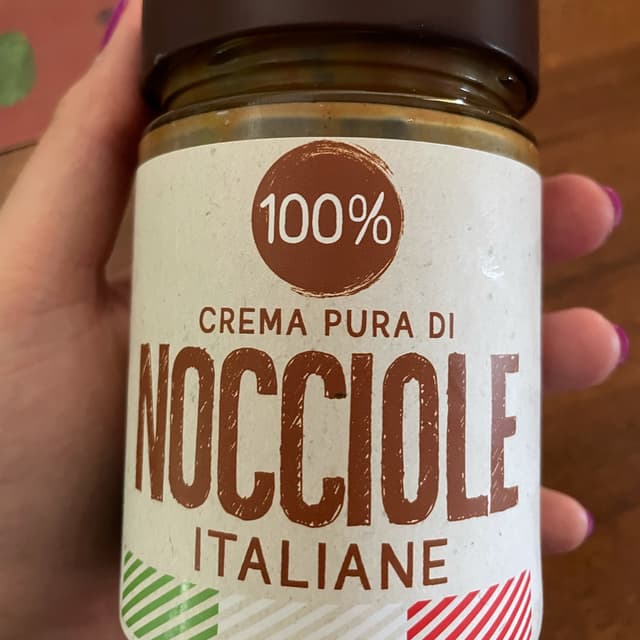 100%
CREMA PURA DI
NOCCIOLE
ITALIANE